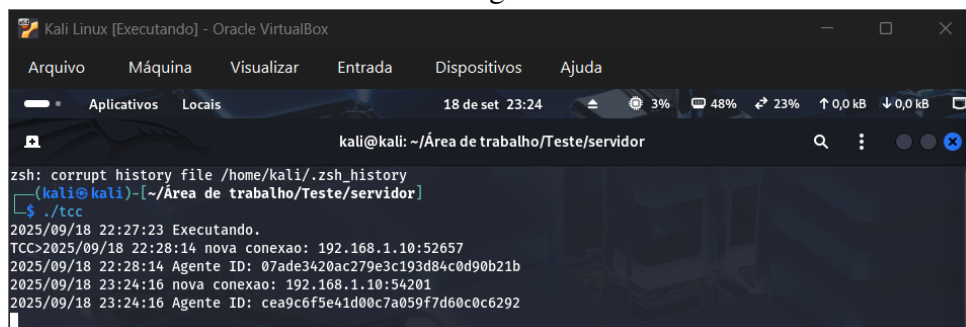 Kali Linux [Executando] - Oracle VirtualBox
Arquivo Máquina Visualizar Entrada Dispositivos Ajuda
Aplicativos Locais 18 de set 23:24 3% 48% 23% ↑ 0,0 kB ↓ 0,0 kB
kali@kali: ~/Área de trabalho/Teste/servidor
zsh: corrupt history file /home/kali/.zsh_history
┌──(kali㉿kali)-[~/Área de trabalho/Teste/servidor]
└─$ ./tcc
2025/09/18 22:27:23 Executando.
TCC>2025/09/18 22:28:14 nova conexao: 192.168.1.10:52657
2025/09/18 22:28:14 Agente ID: 07ade3420ac279e3c193d84c0d90b21b
2025/09/18 23:24:16 nova conexao: 192.168.1.10:54201
2025/09/18 23:24:16 Agente ID: cea9c6f5e41d00c7a059f7d60c0c6292